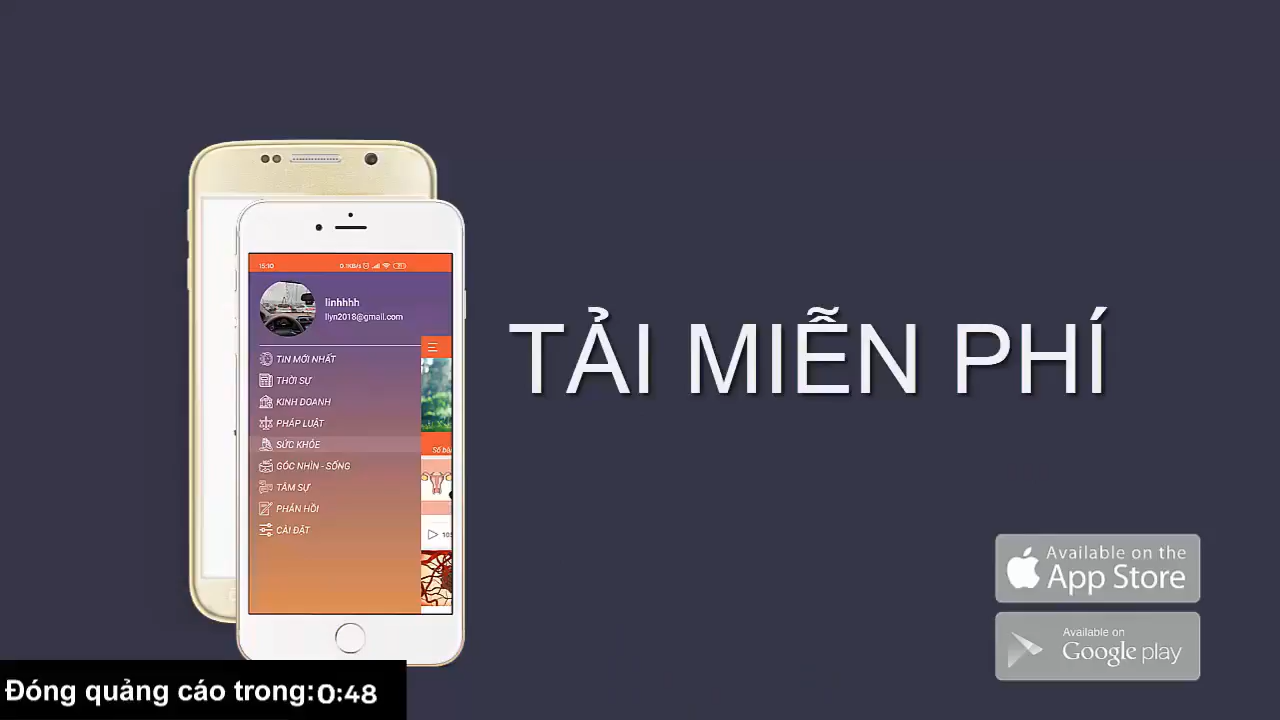 15:10
0.1KB/s
linhhhh
llyn2018@gmail.com
TIN MỚI NHẤT
THỜI SỰ
KINH DOANH
PHÁP LUẬT
SỨC KHỎE
GÓC NHÌN - SỐNG
TÂM SỰ
PHẢN HỒI
CÀI ĐẶT
TẢI MIỄN PHÍ
Available on the
App Store
Available on
Google play
Đóng quảng cáo trong:0:48